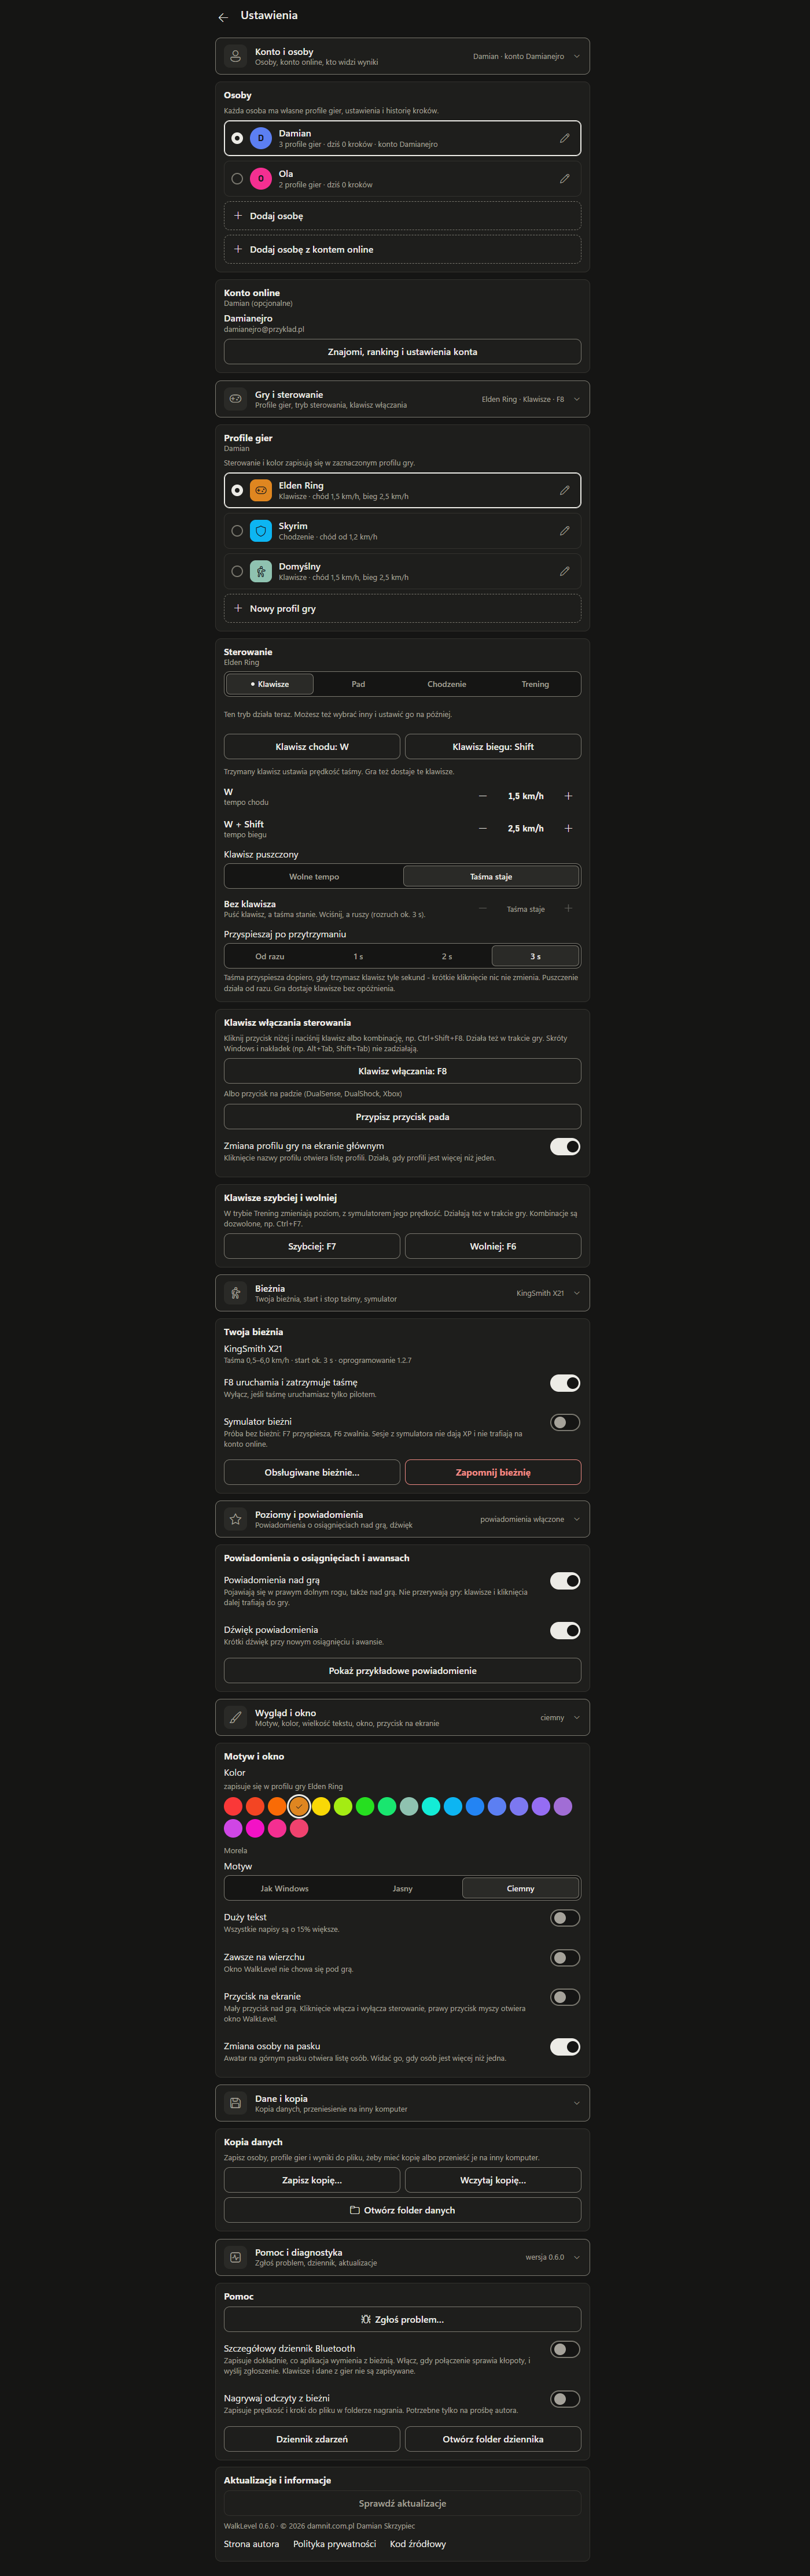 Ustawienia
Konto i osoby
Osoby, konto online, kto widzi wyniki
Damian · konto Damianejro
Osoby
Każda osoba ma własne profile gier, ustawienia i historię kroków.
D
Damian
3 profile gier · dziś 0 kroków · konto Damianejro
O
Ola
2 profile gier · dziś 0 kroków
Dodaj osobę
Dodaj osobę z kontem online
Konto online
Damian (opcjonalne)
Damianejro
damianejro@przyklad.pl
Znajomi, ranking i ustawienia konta
Gry i sterowanie
Profile gier, tryb sterowania, klawisz włączania
Elden Ring · Klawisze · F8
Profile gier
Damian
Sterowanie i kolor zapisują się w zaznaczonym profilu gry.
Elden Ring
Klawisze · chód 1,5 km/h, bieg 2,5 km/h
Skyrim
Chodzenie · chód od 1,2 km/h
Domyślny
Klawisze · chód 1,5 km/h, bieg 2,5 km/h
Nowy profil gry
Sterowanie
Elden Ring
• Klawisze
Pad
Chodzenie
Trening
Ten tryb działa teraz. Możesz też wybrać inny i ustawić go na później.
Klawisz chodu: W
Klawisz biegu: Shift
Trzymany klawisz ustawia prędkość taśmy. Gra też dostaje te klawisze.
W
tempo chodu
1,5 km/h
W + Shift
tempo biegu
2,5 km/h
Klawisz puszczony
Wolne tempo
Taśma staje
Bez klawisza
Puść klawisz, a taśma stanie. Wciśnij, a ruszy (rozruch ok. 3 s).
Taśma staje
Przyspieszaj po przytrzymaniu
Od razu
1 s
2 s
3 s
Taśma przyspiesza dopiero, gdy trzymasz klawisz tyle sekund - krótkie kliknięcie nic nie zmienia. Puszczenie
działa od razu. Gra dostaje klawisze bez opóźnienia.
Klawisz włączania sterowania
Kliknij przycisk niżej i naciśnij klawisz albo kombinację, np. Ctrl+Shift+F8. Działa też w trakcie gry. Skróty
Windows i nakładek (np. Alt+Tab, Shift+Tab) nie zadziałają.
Klawisz włączania: F8
Albo przycisk na padzie (DualSense, DualShock, Xbox)
Przypisz przycisk pada
Zmiana profilu gry na ekranie głównym
Kliknięcie nazwy profilu otwiera listę profili. Działa, gdy profili jest więcej niż jeden.
Klawisze szybciej i wolniej
W trybie Trening zmieniają poziom, z symulatorem jego prędkość. Działają też w trakcie gry. Kombinacje są
dozwolone, np. Ctrl+F7.
Szybciej: F7
Wolniej: F6
Bieżnia
Twoja bieżnia, start i stop taśmy, symulator
KingSmith X21
Twoja bieżnia
KingSmith X21
Taśma 0,5–6,0 km/h · start ok. 3 s · oprogramowanie 1.2.7
F8 uruchamia i zatrzymuje taśmę
Wyłącz, jeśli taśmę uruchamiasz tylko pilotem.
Symulator bieżni
Próba bez bieżni: F7 przyspiesza, F6 zwalnia. Sesje z symulatora nie dają XP i nie trafiają na
konto online.
Obsługiwane bieżnie...
Zapomnij bieżnię
Poziomy i powiadomienia
Powiadomienia o osiągnięciach nad grą, dźwięk
powiadomienia włączone
Powiadomienia o osiągnięciach i awansach
Powiadomienia nad grą
Pojawiają się w prawym dolnym rogu, także nad grą. Nie przerywają gry: klawisze i kliknięcia
dalej trafiają do gry.
Dźwięk powiadomienia
Krótki dźwięk przy nowym osiągnięciu i awansie.
Pokaż przykładowe powiadomienie
Wygląd i okno
Motyw, kolor, wielkość tekstu, okno, przycisk na ekranie
ciemny
Motyw i okno
Kolor
zapisuje się w profilu gry Elden Ring
Morela
Motyw
Jak Windows
Jasny
Ciemny
Duży tekst
Wszystkie napisy są o 15% większe.
Zawsze na wierzchu
Okno WalkLevel nie chowa się pod grą.
Przycisk na ekranie
Mały przycisk nad grą. Kliknięcie włącza i wyłącza sterowanie, prawy przycisk myszy otwiera
okno WalkLevel.
Zmiana osoby na pasku
Awatar na górnym pasku otwiera listę osób. Widać go, gdy osób jest więcej niż jedna.
Dane i kopia
Kopia danych, przeniesienie na inny komputer
Kopia danych
Zapisz osoby, profile gier i wyniki do pliku, żeby mieć kopię albo przenieść je na inny komputer.
Zapisz kopię...
Wczytaj kopię...
Otwórz folder danych
Pomoc i diagnostyka
Zgłoś problem, dziennik, aktualizacje
wersja 0.6.0
Pomoc
Zgłoś problem...
Szczegółowy dziennik Bluetooth
Zapisuje dokładnie, co aplikacja wymienia z bieżnią. Włącz, gdy połączenie sprawia kłopoty, i
wyślij zgłoszenie. Klawisze i dane z gier nie są zapisywane.
Nagrywaj odczyty z bieżni
Zapisuje prędkość i kroki do pliku w folderze nagrania. Potrzebne tylko na prośbę autora.
Dziennik zdarzeń
Otwórz folder dziennika
Aktualizacje i informacje
Sprawdź aktualizacje
WalkLevel 0.6.0 · © 2026 damnit.com.pl Damian Skrzypiec
Strona autora
Polityka prywatności
Kod źródłowy